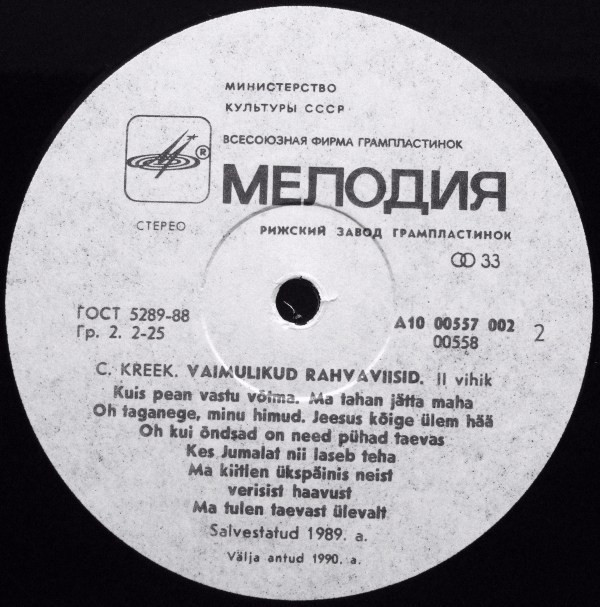 МИНИСТЕРСТВО
КУЛЬТУРЫ СССР
ВСЕСОЮЗНАЯ ФИРМА ГРАМПЛАСТИНОК
®
МЕЛОДИЯ
СТЕРЕО
РИЖСКИЙ ЗАВОД ГРАМПЛАСТИНОК
33
ГОСТ 5289-88
Гр. 2. 2-25
А10 00557 002
00558
2
C. KREEK. VAIMULIKUD RAHVAVIISID. II vihik
Kuis pean vastu võima. Ma tahan jätta maha
Oh taganege, minu himud. Jeesus kõige ülem hää
Oh kui õndsad on need pühad taevas
Kes Jumalat nii laseb teha
Ma kiitlen ükspäinis neist
verisist haavust
Ma tulen taevast ülevalt
Salvestatud 1989. a.
Välja antud 1990. a.